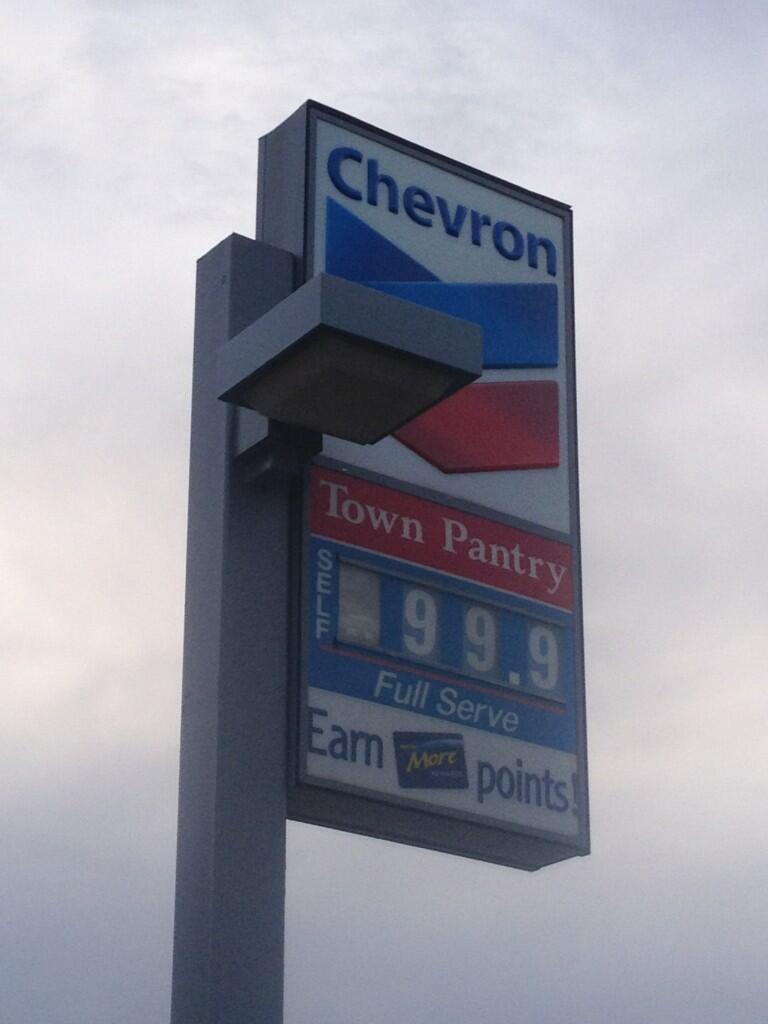 Chevron
Town Pantry
SELF
99.9
Full Serve
Earn More points!